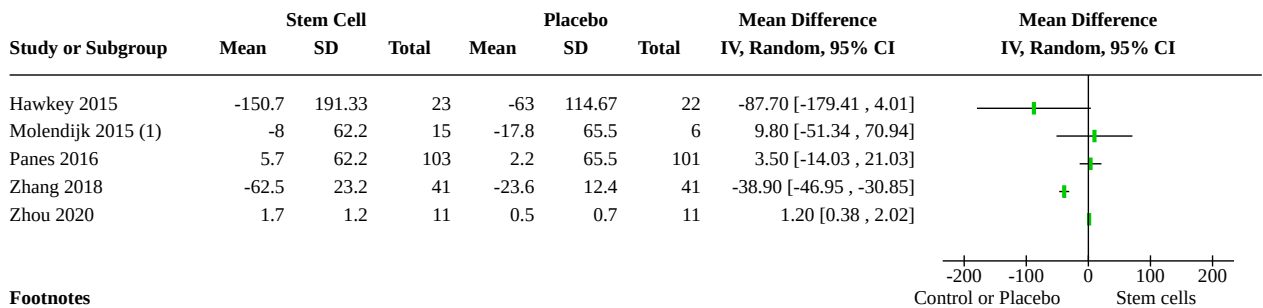 Stem Cell Placebo Mean Difference Mean Difference
Study or Subgroup Mean SD Total Mean SD Total IV, Random, 95% CI IV, Random, 95% CI
Hawkey 2015 -150.7 191.33 23 -63 114.67 22 -87.70 [-179.41 , 4.01]
Molendijk 2015 (1) -8 62.2 15 -17.8 65.5 6 9.80 [-51.34 , 70.94]
Panes 2016 5.7 62.2 103 2.2 65.5 101 3.50 [-14.03 , 21.03]
Zhang 2018 -62.5 23.2 41 -23.6 12.4 41 -38.90 [-46.95 , -30.85]
Zhou 2020 1.7 1.2 11 0.5 0.7 11 1.20 [0.38 , 2.02]
-200 -100 0 100 200
Footnotes Control or Placebo Stem cells